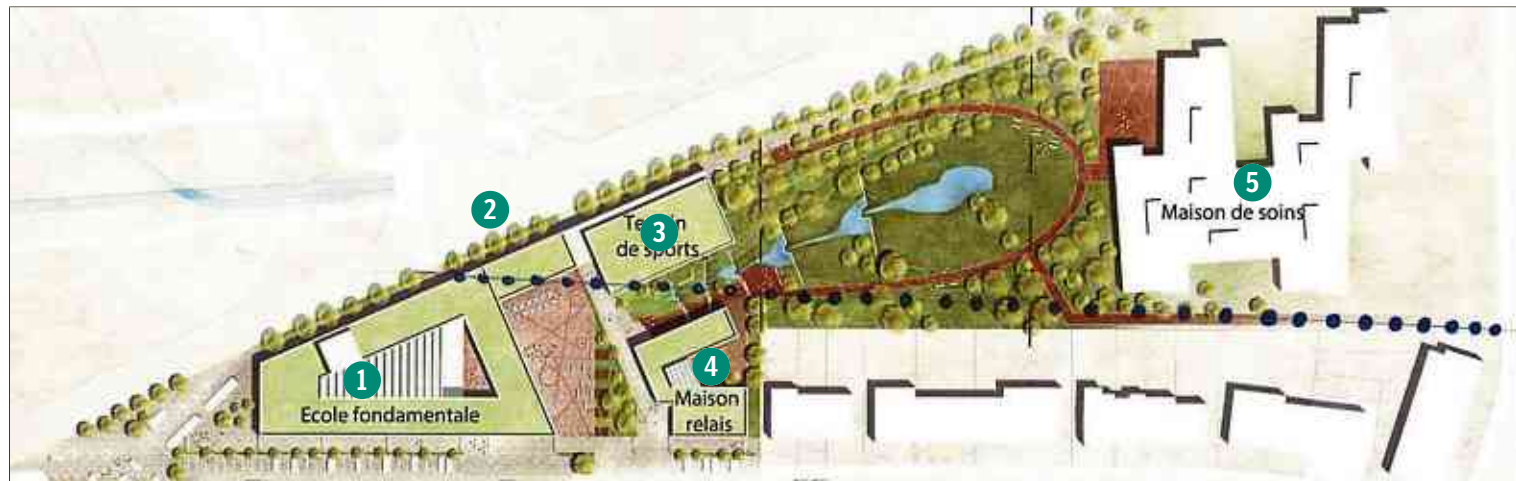 2
5
Maison de soins
3
de sports
1
Ecole fondamentale
4
Maison
relais